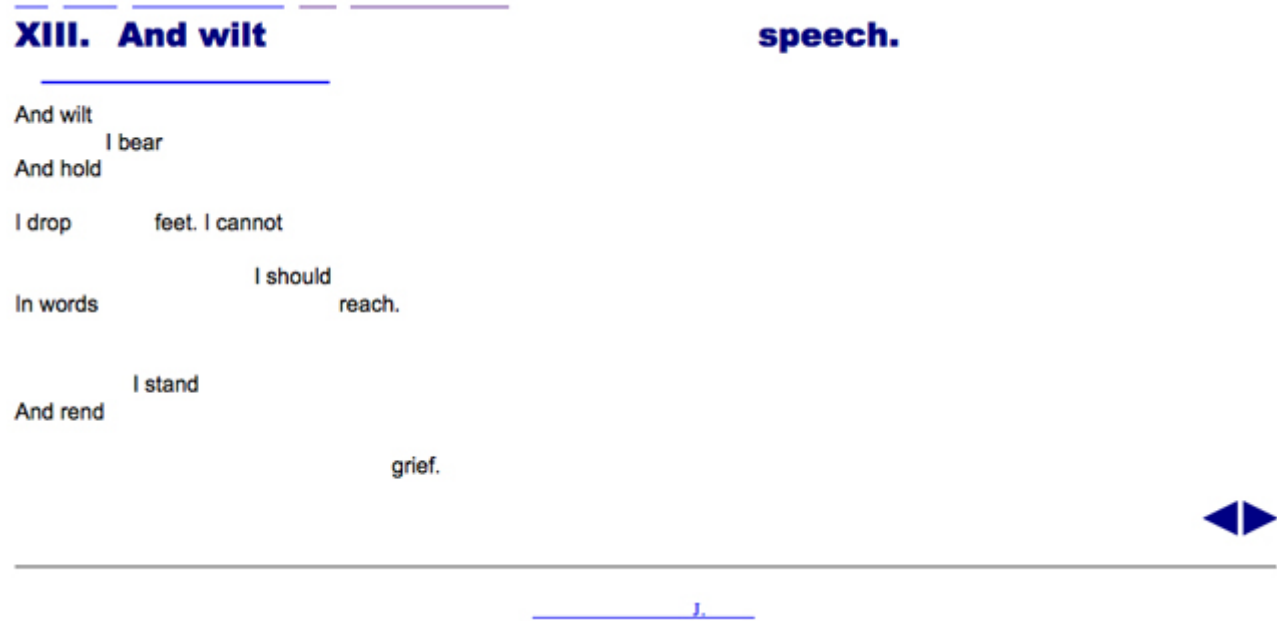 XIII. And wilt speech.
And wilt
I bear
And hold
I drop feet. I cannot
I should
In words reach.
I stand
And rend
grief.
J.